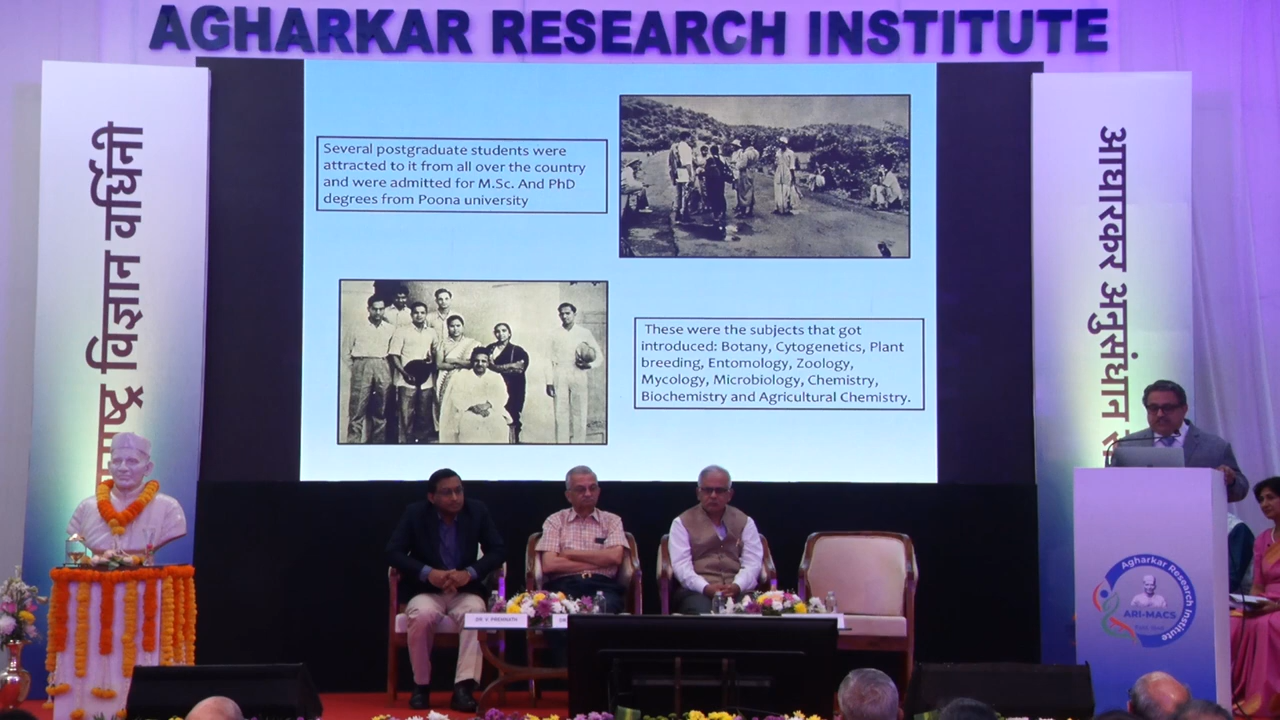 AGHARKAR RESEARCH INSTITUTE
Several postgraduate students were
attracted to it from all over the country
and were admitted for M.Sc. And PhD
degrees from Poona university
These were the subjects that got
introduced: Botany, Cytogenetics, Plant
breeding, Entomology, Zoology,
Mycology, Microbiology, Chemistry,
Biochemistry and Agricultural Chemistry.
विज्ञान वर्धिनी
आघारकर अनुसंधान
Agharkar Research Institute
ARI-MACS
DR V. PREMNATH